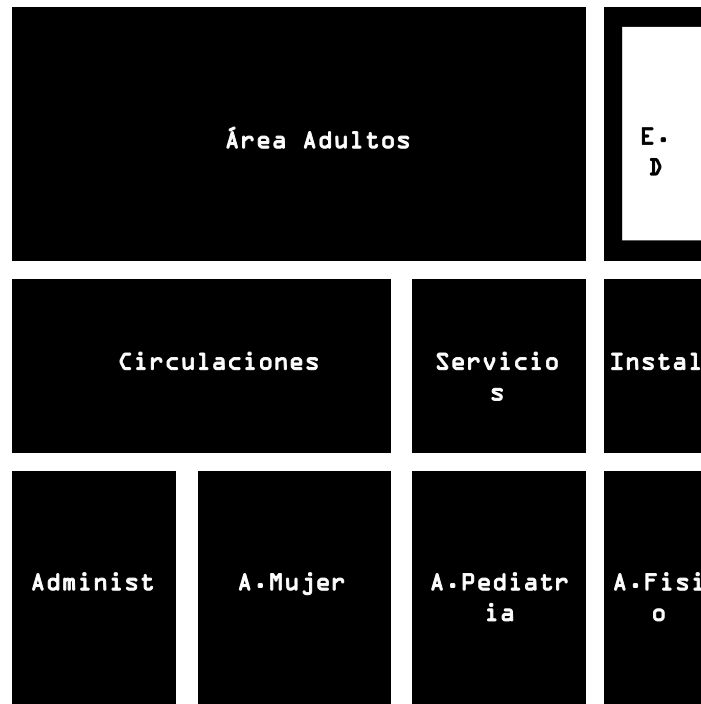 Área Adultos
E.
D
Circulaciones
Servicio
s
Instal
Administ
A.Mujer
A.Pediatr
ia
A.Fisi
o